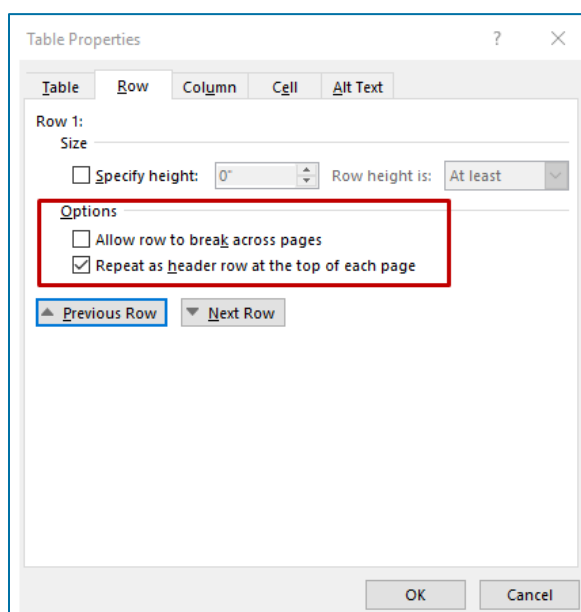 Table Properties ?
Table Row Column Cell Alt Text
Row 1:
Size
Specify height: 0" Row height is: At least
Options
Allow row to break across pages
Repeat as header row at the top of each page
Previous Row Next Row
OK Cancel